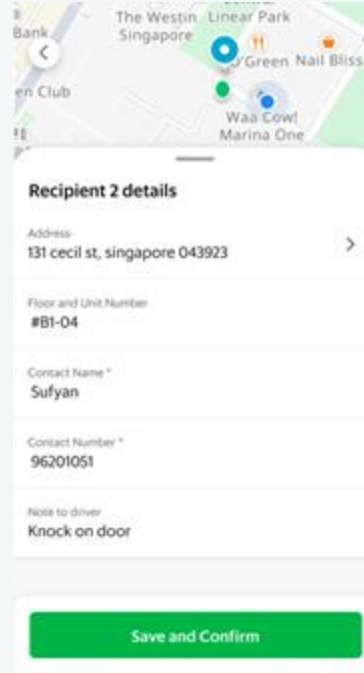 The Westin
Singapore
Linear Park
Bank
O'Green
Nail Bliss
en Club
Waa Cow!
Marina One
Recipient 2 details
Address
131 cecil st, singapore 043923
Floor and Unit Number
#B1-04
Contact Name *
Sufyan
Contact Number *
96201051
Note to driver
Knock on door
Save and Confirm